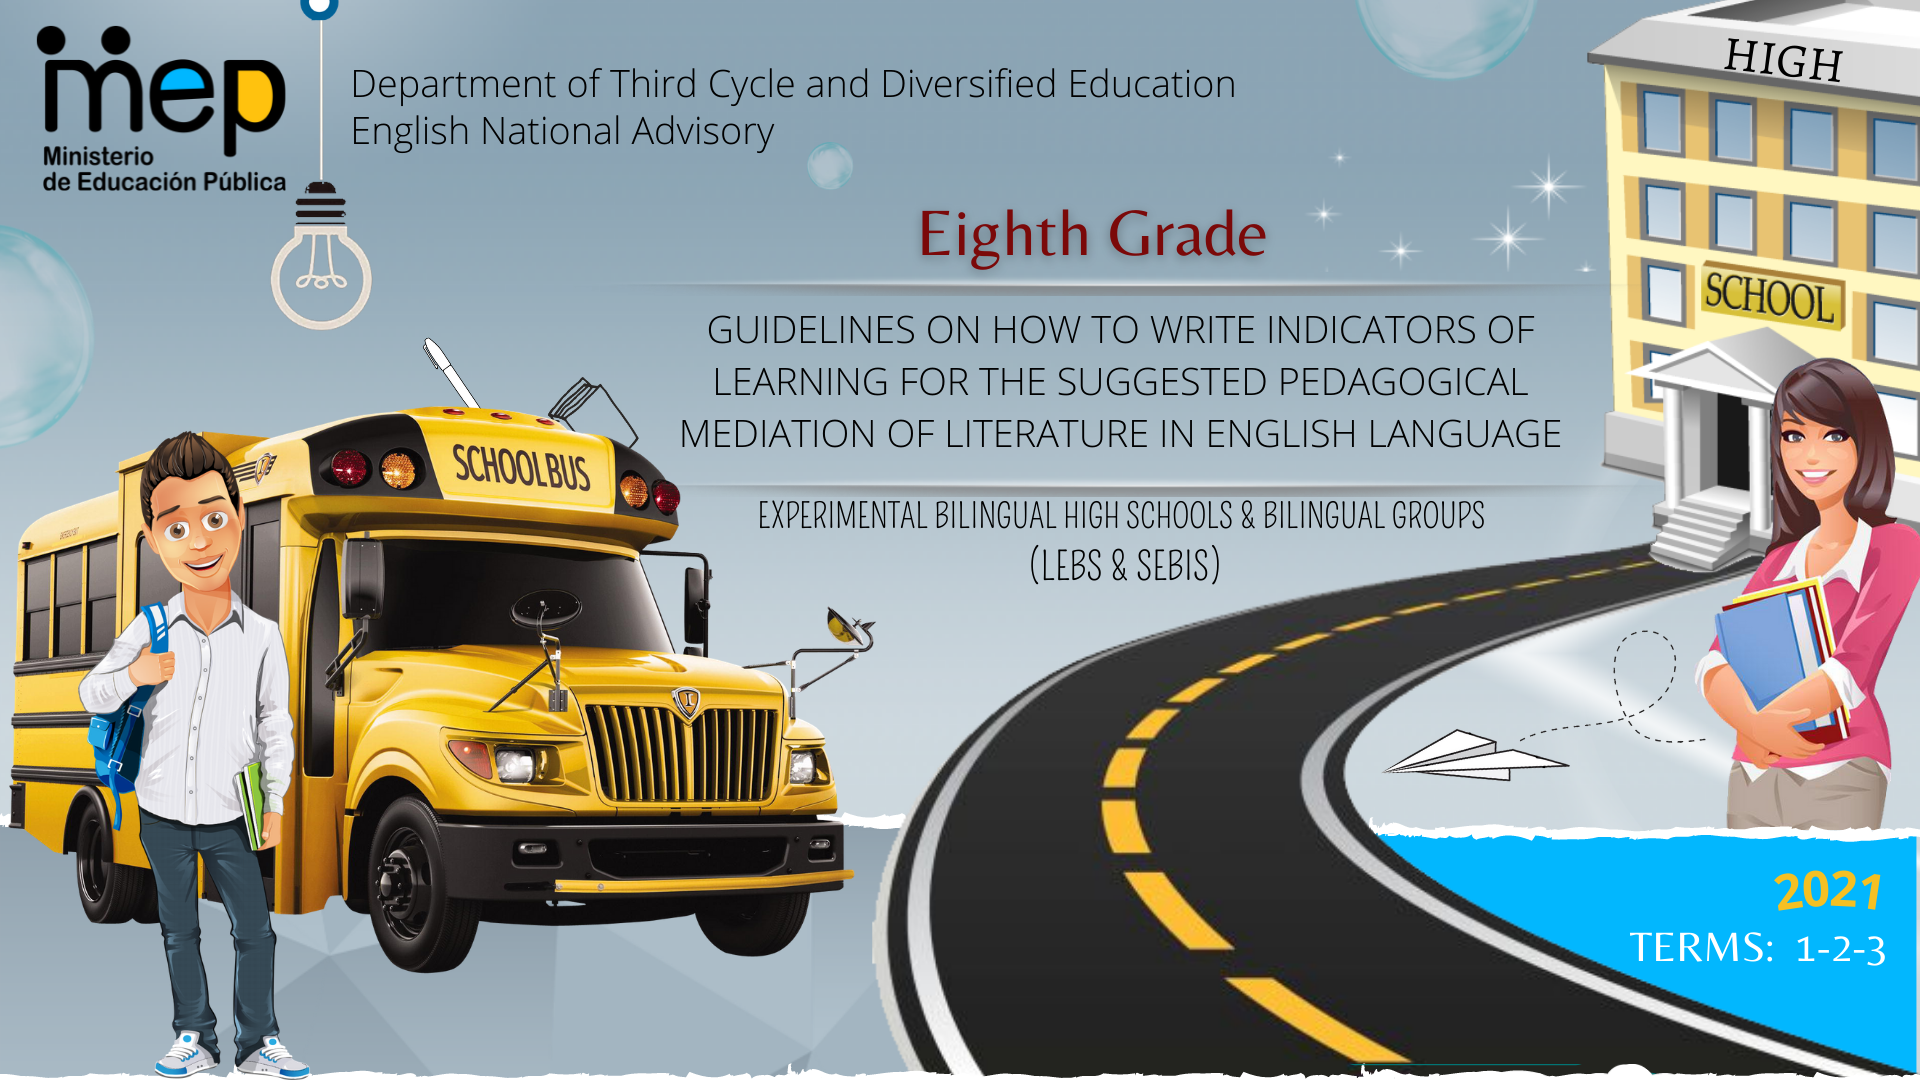 mep
Ministerio
de Educación Pública
Department of Third Cycle and Diversified Education
English National Advisory
Eighth Grade
GUIDELINES ON HOW TO WRITE INDICATORS OF
LEARNING FOR THE SUGGESTED PEDAGOGICAL
MEDIATION OF LITERATURE IN ENGLISH LANGUAGE
EXPERIMENTAL BILINGUAL HIGH SCHOOLS & BILINGUAL GROUPS
(LEBS & SEBIS)
HIGH
SCHOOL
SCHOOLBUS
I
2021
TERMS: 1-2-3